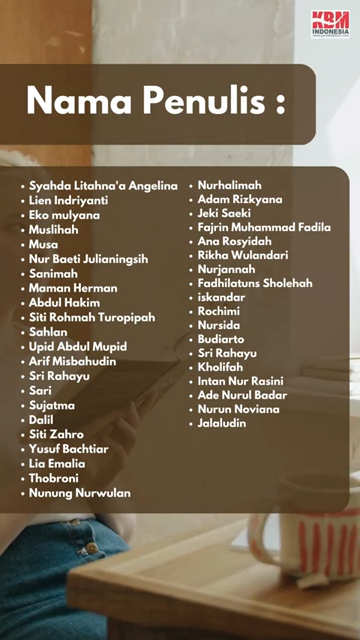 KBM
INDONESIA
Nama Penulis :
• Syahda Litahna'a Angelina
• Lien Indriyanti
• Eko mulyana
• Muslihah
• Musa
• Nur Baeti Julianingsih
• Sanimah
• Maman Herman
• Abdul Hakim
• Siti Rohmah Turopipah
• Sahlan
• Upid Abdul Mupid
• Arif Misbahudin
• Sri Rahayu
• Sari
• Sujatma
• Dalil
• Siti Zahro
• Yusuf Bachtiar
• Lia Emalia
• Thobroni
• Nunung Nurwulan
• Nurhalimah
• Adam Rizkyana
• Jeki Saeki
• Fajrin Muhammad Fadila
• Ana Rosyidah
• Rikha Wulandari
• Nurjannah
• Fadhilatuns Sholehah
• iskandar
• Rochimi
• Nursida
• Budiarto
• Sri Rahayu
• Kholifah
• Intan Nur Rasini
• Ade Nurul Badar
• Nurun Noviana
• Jalaludin